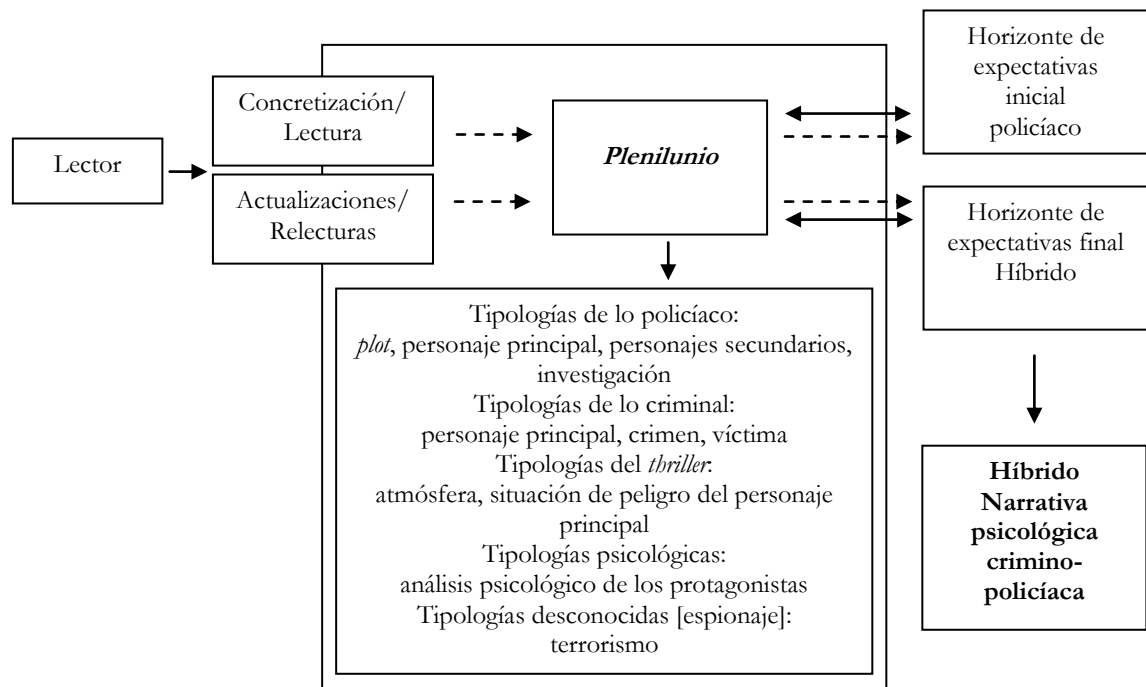 Lector
Concretización/
Lectura
Actualizaciones/
Relecturas
Plenilunio
Horizonte de
expectativas
inicial
policíaco
Horizonte de
expectativas final
Híbrido
Tipologías de lo policíaco:
plot, personaje principal, personajes secundarios,
investigación
Tipologías de lo criminal:
personaje principal, crimen, víctima
Tipologías del thriller:
atmósfera, situación de peligro del personaje
principal
Tipologías psicológicas:
análisis psicológico de los protagonistas
Tipologías desconocidas [espionaje]:
terrorismo
Híbrido
Narrativa
psicológica
crimino-
policíaca